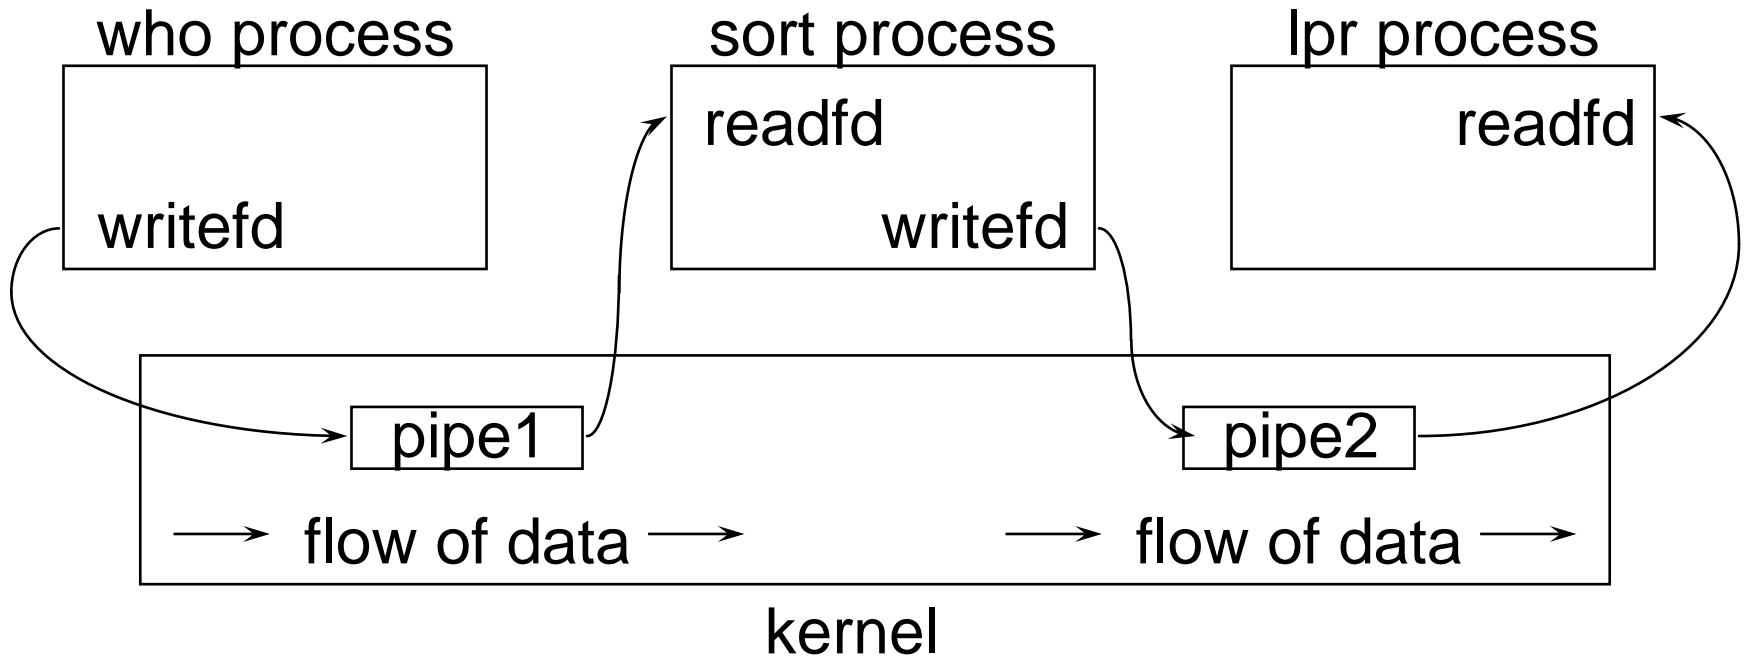 who process
sort process
lpr process
readfd
readfd
writefd
writefd
pipe1
pipe2
flow of data
flow of data
kernel